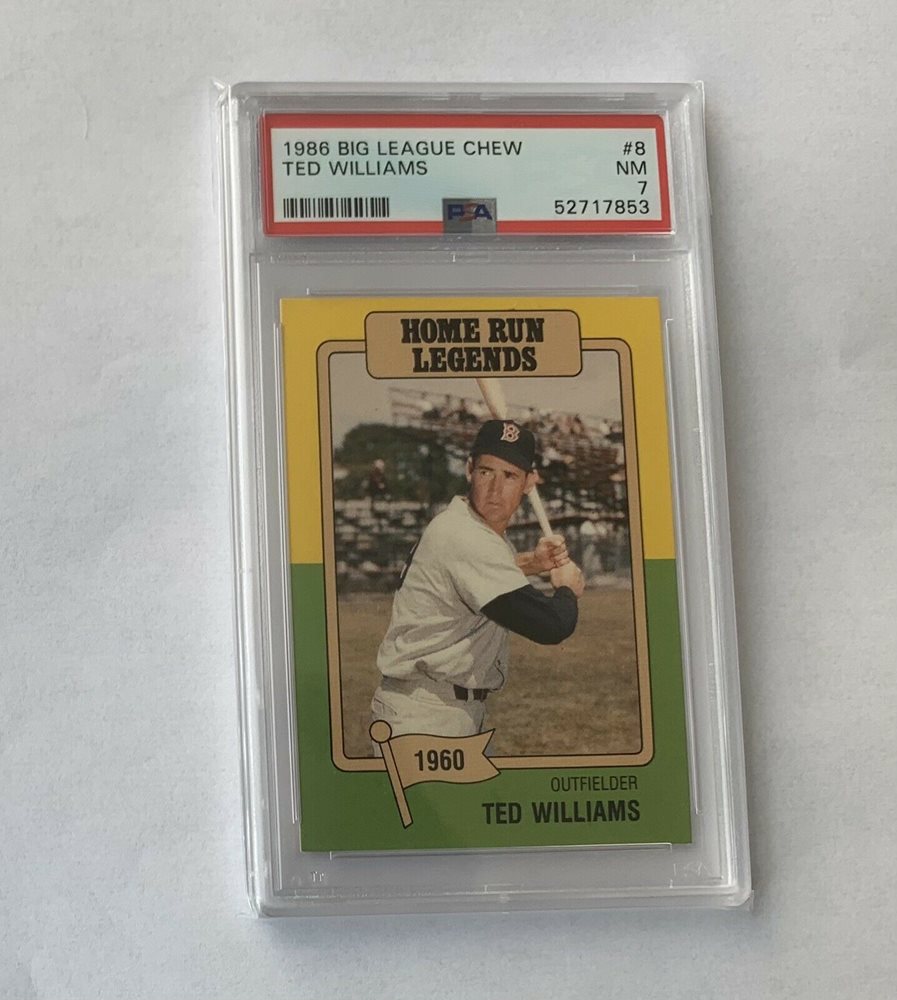 1986 BIG LEAGUE CHEW #8
TED WILLIAMS NM
7
PSA 52717853
HOME RUN
LEGENDS
B
1960
OUTFIELDER
TED WILLIAMS